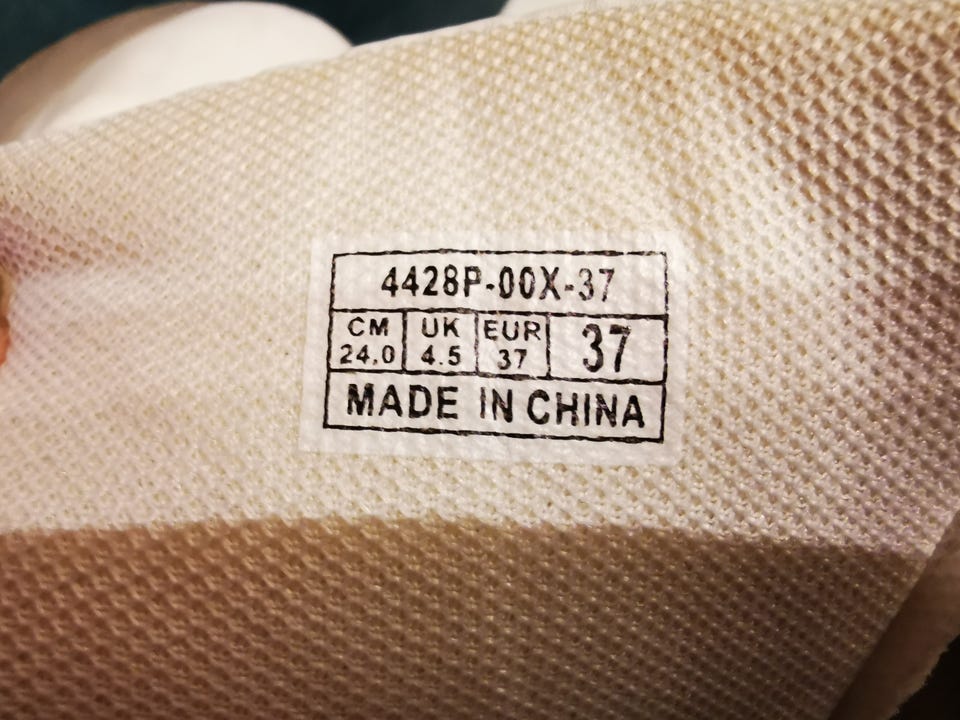 4428P-00X-37
CM UK EUR 37
24.0 4.5 37
MADE IN CHINA